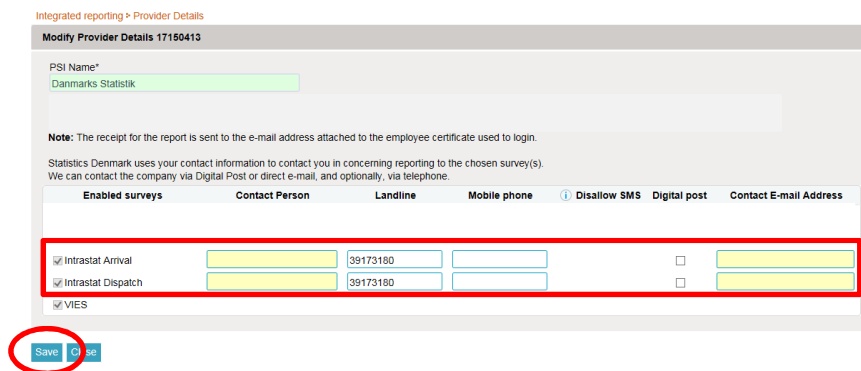 Integrated reporting > Provider Details
Modify Provider Details 17150413
PSI Name*
Danmarks Statistik
Note: The receipt for the report is sent to the e-mail address attached to the employee certificate used to login.
Statistics Denmark uses your contact information to contact you in concerning reporting to the chosen survey(s).
We can contact the company via Digital Post or direct e-mail, and optionally, via telephone.
Enabled surveys Contact Person Landline Mobile phone i Disallow SMS Digital post Contact E-mail Address
Intrastat Arrival 39173180
Intrastat Dispatch 39173180
VIES
Save Close